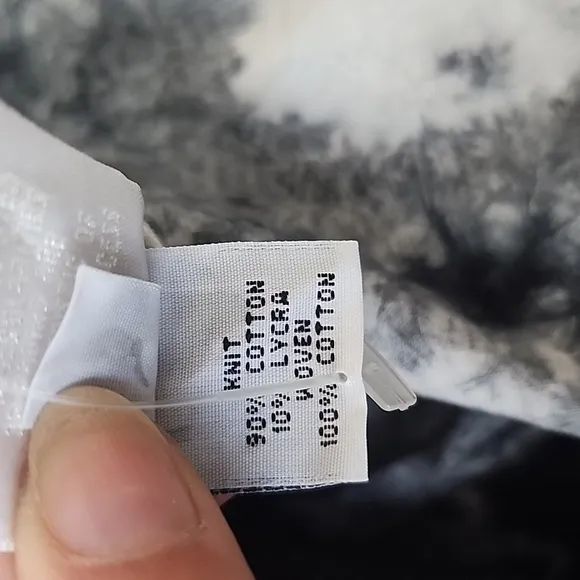 KNIT
90% COTTON
10% LYCRA
WOVEN
100% COTTON